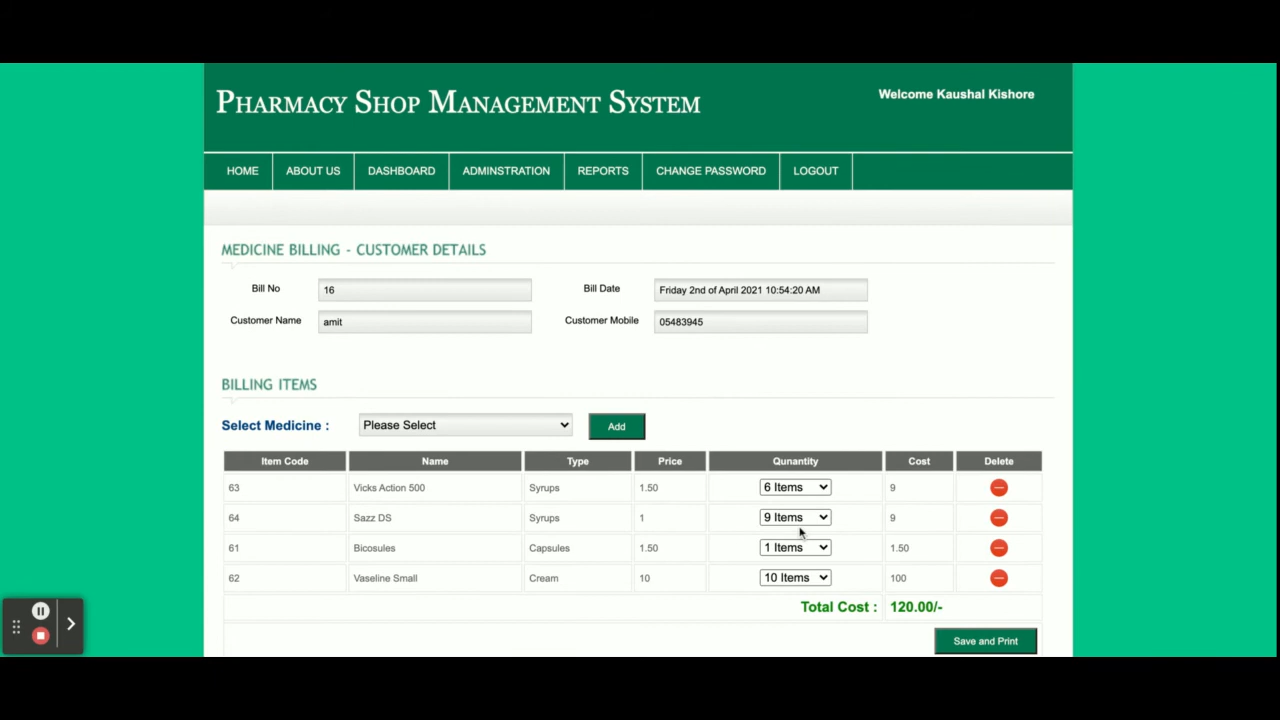 PHARMACY SHOP MANAGEMENT SYSTEM
Welcome Kaushal Kishore
HOME ABOUT US DASHBOARD ADMINSTRATION REPORTS CHANGE PASSWORD LOGOUT
MEDICINE BILLING - CUSTOMER DETAILS
Bill No 16 Bill Date Friday 2nd of April 2021 10:54:20 AM
Customer Name amit Customer Mobile 05483945
BILLING ITEMS
Select Medicine : Please Select Add
Item Code Name Type Price Qunantity Cost Delete
63 Vicks Action 500 Syrups 1.50 6 Items 9
64 Sazz DS Syrups 1 9 Items 9
61 Bicosules Capsules 1.50 1 Items 1.50
62 Vaseline Small Cream 10 10 Items 100
Total Cost : 120.00/-
Save and Print